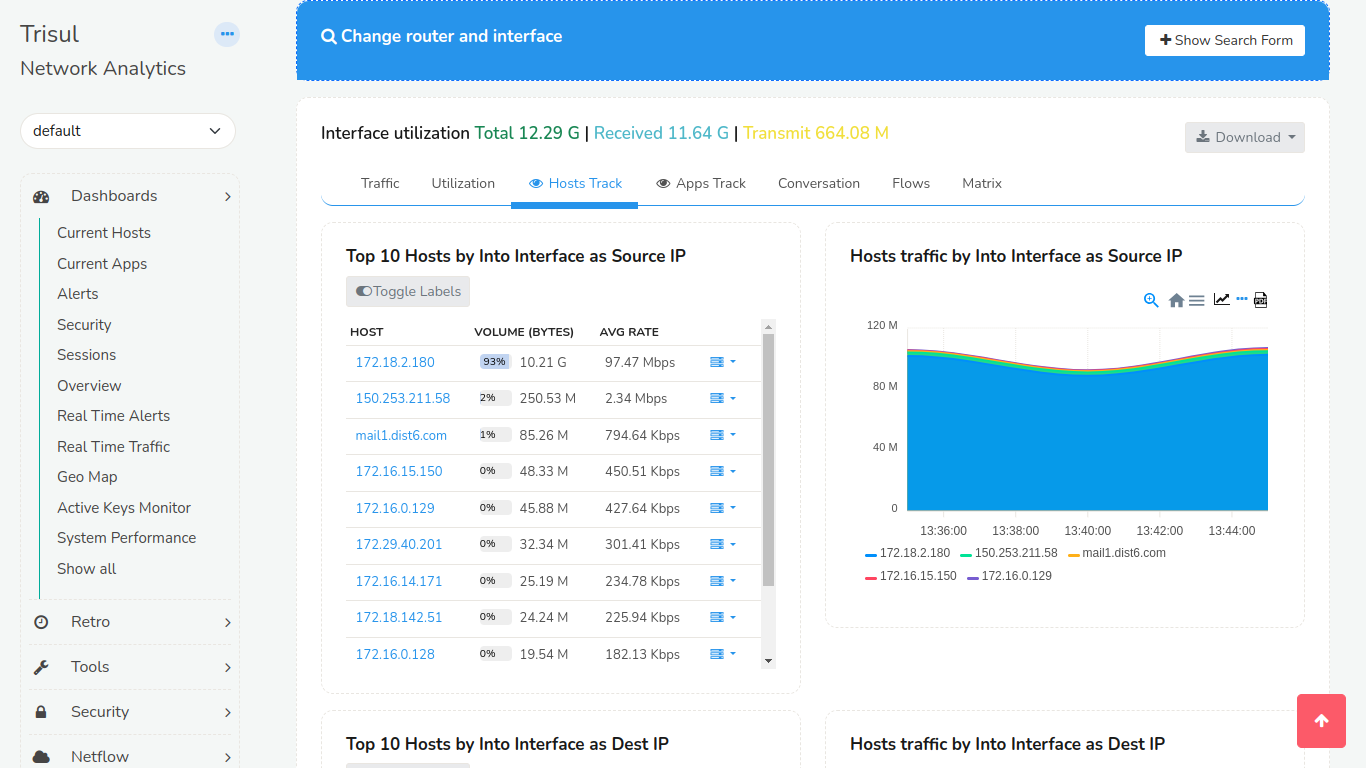 Trisul
Network Analytics
default
Dashboards
Current Hosts
Current Apps
Alerts
Security
Sessions
Overview
Real Time Alerts
Real Time Traffic
Geo Map
Active Keys Monitor
System Performance
Show all
Retro
Tools
Security
Netflow
Change router and interface
Show Search Form
Interface utilization Total 12.29 G | Received 11.64 G | Transmit 664.08 M
Download
Traffic Utilization Hosts Track Apps Track Conversation Flows Matrix
Top 10 Hosts by Into Interface as Source IP
Toggle Labels
HOST VOLUME (BYTES) AVG RATE
172.18.2.180 93% 10.21 G 97.47 Mbps
150.253.211.58 2% 250.53 M 2.34 Mbps
mail1.dist6.com 1% 85.26 M 794.64 Kbps
172.16.15.150 0% 48.33 M 450.51 Kbps
172.16.0.129 0% 45.88 M 427.64 Kbps
172.29.40.201 0% 32.34 M 301.41 Kbps
172.16.14.171 0% 25.19 M 234.78 Kbps
172.18.142.51 0% 24.24 M 225.94 Kbps
172.16.0.128 0% 19.54 M 182.13 Kbps
Hosts traffic by Into Interface as Source IP
PDF
120 M
80 M
40 M
0
13:36:00 13:38:00 13:40:00 13:42:00 13:44:00
172.18.2.180 150.253.211.58 mail1.dist6.com
172.16.15.150 172.16.0.129
Top 10 Hosts by Into Interface as Dest IP
Hosts traffic by Into Interface as Dest IP